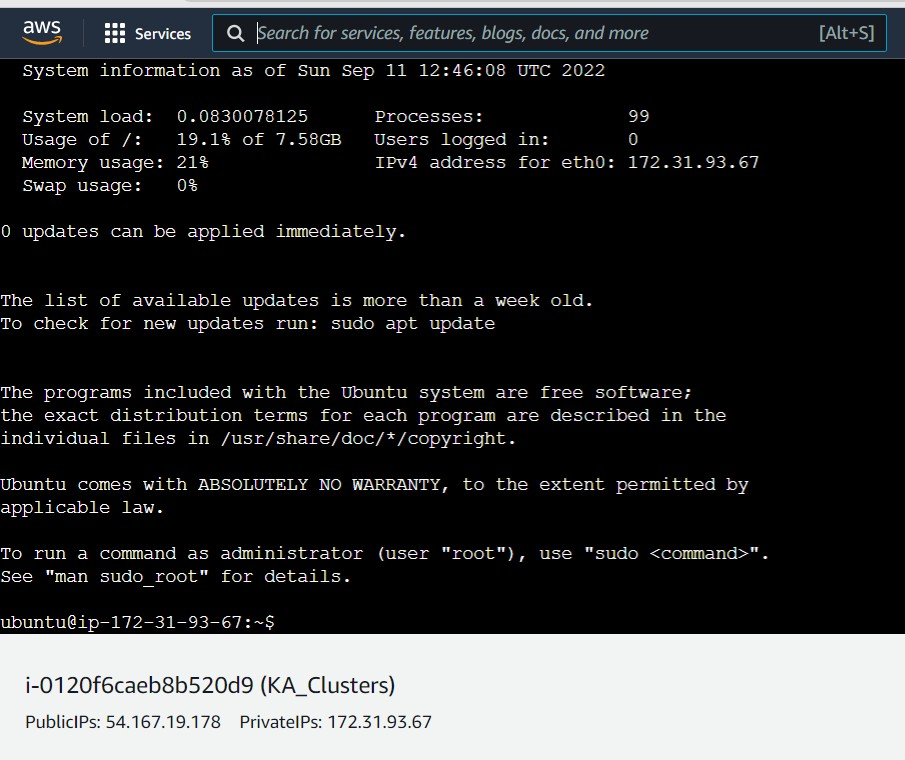 aws Services Search for services, features, blogs, docs, and more [Alt+S]
System information as of Sun Sep 11 12:46:08 UTC 2022
System load: 0.0830078125 Processes: 99
Usage of /: 19.1% of 7.58GB Users logged in: 0
Memory usage: 21% IPv4 address for eth0: 172.31.93.67
Swap usage: 0%
0 updates can be applied immediately.
The list of available updates is more than a week old.
To check for new updates run: sudo apt update
The programs included with the Ubuntu system are free software;
the exact distribution terms for each program are described in the
individual files in /usr/share/doc/*/copyright.
Ubuntu comes with ABSOLUTELY NO WARRANTY, to the extent permitted by
applicable law.
To run a command as administrator (user "root"), use "sudo <command>".
See "man sudo_root" for details.
ubuntu@ip-172-31-93-67:~$
i-0120f6caeb8b520d9 (KA_Clusters)
PublicIPs: 54.167.19.178 PrivateIPs: 172.31.93.67